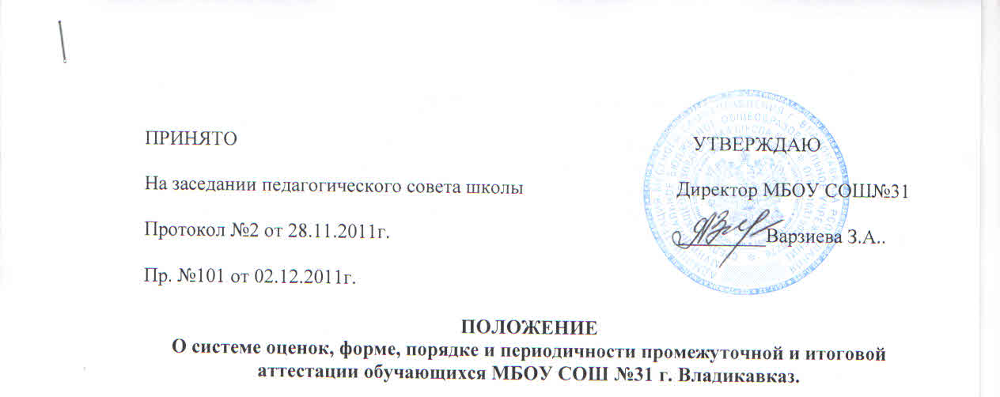 ПРИНЯТО
УТВЕРЖДАЮ
На заседании педагогического совета школы
Директор МБОУ СОШ№31
Протокол №2 от 28.11.2011г.
Варзиева З.А..
Пр. №101 от 02.12.2011г.
ПОЛОЖЕНИЕ
О системе оценок, форме, порядке и периодичности промежуточной и итоговой
аттестации обучающихся МБОУ СОШ №31 г. Владикавказ.